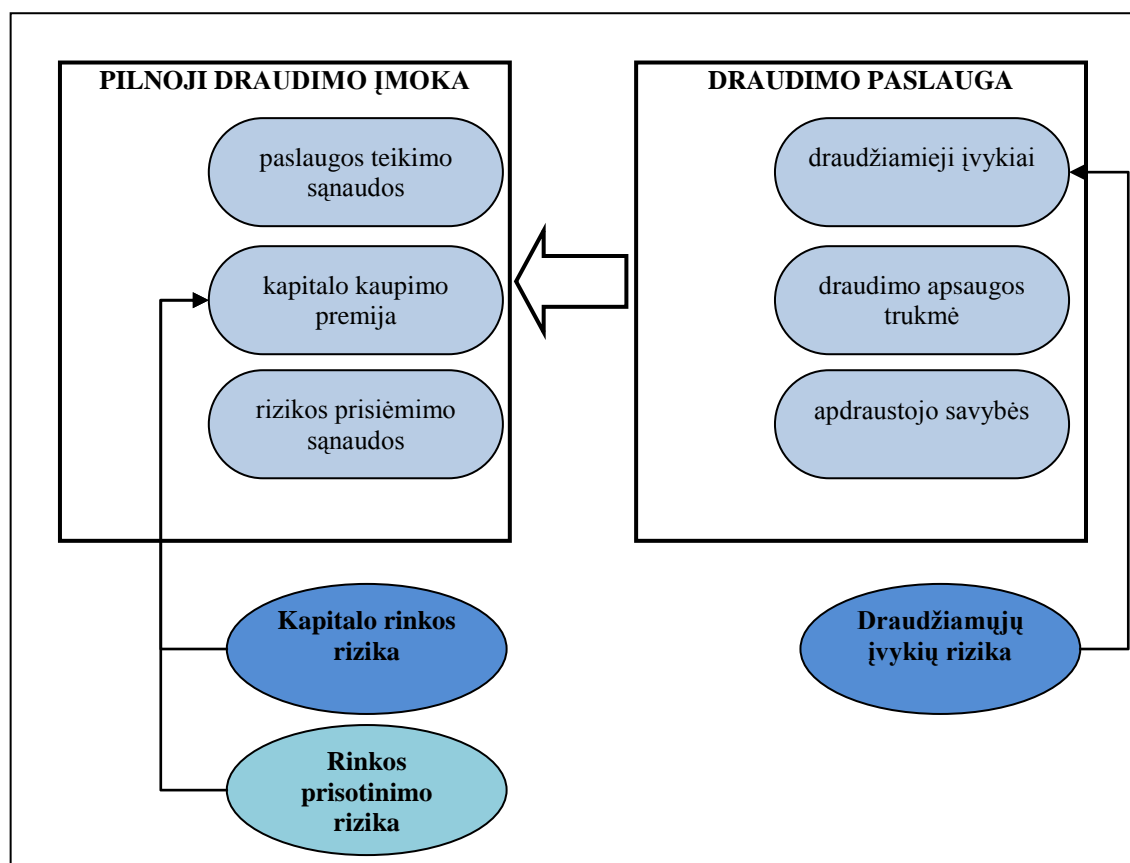 PILNOJI DRAUDIMO ĮMOKA
paslaugos teikimo
sąnaudos
kapitalo kaupimo
premija
rizikos prisiėmimo
sąnaudos
DRAUDIMO PASLAUGA
draudžiamieji įvykiai
draudimo apsaugos
trukmė
apdraustojo savybės
Kapitalo rinkos
rizika
Draudžiamųjų
įvykių rizika
Rinkos
prisotinimo
rizika